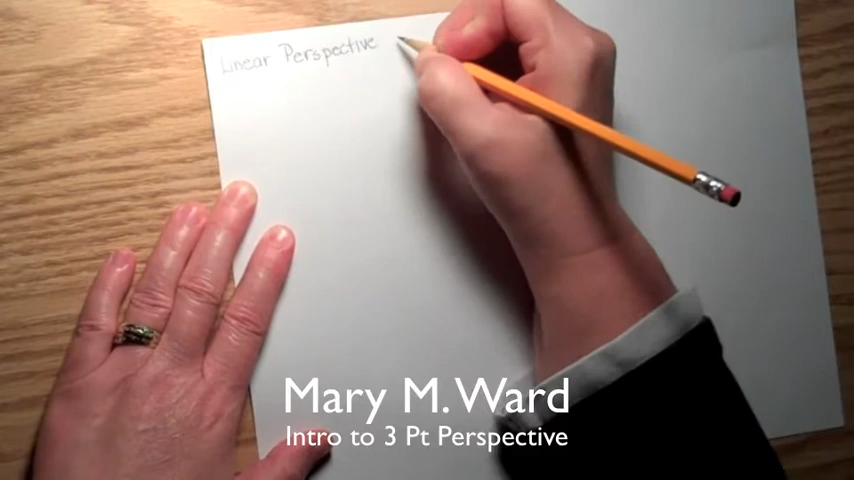 Linear Perspective
Mary M. Ward
Intro to 3 Pt Perspective